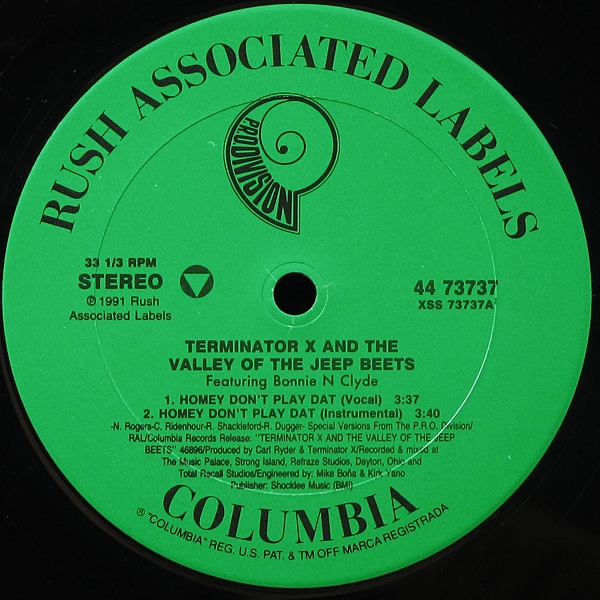 RUSH ASSOCIATED LABELS
P.R.O. DIVISION
33 1/3 RPM
STEREO
℗ 1991 Rush
Associated Labels
44 73737
XSS 73737A
TERMINATOR X AND THE
VALLEY OF THE JEEP BEETS
Featuring Bonnie N Clyde
1. HOMEY DON'T PLAY DAT (Vocal) 3:37
2. HOMEY DON'T PLAY DAT (Instrumental) 3:40
-N. Rogers-C. Ridenhour-R. Shackleford-R. Dugger- Special Versions From The P.R.O. Division/
RAL/Columbia Records Release: "TERMINATOR X AND THE VALLEY OF THE JEEP
BEETS" 46896/Produced by Carl Ryder & Terminator X/Recorded & mixed at
The Music Palace, Strong Island, Refraze Studios, Dayton, Ohio and
Total Recall Studios/Engineered by: Mike Boña & Kirk Yano
Publisher: Shocklee Music (BMI)
COLUMBIA
® "COLUMBIA" REG. U.S. PAT. & TM OFF MARCA REGISTRADA